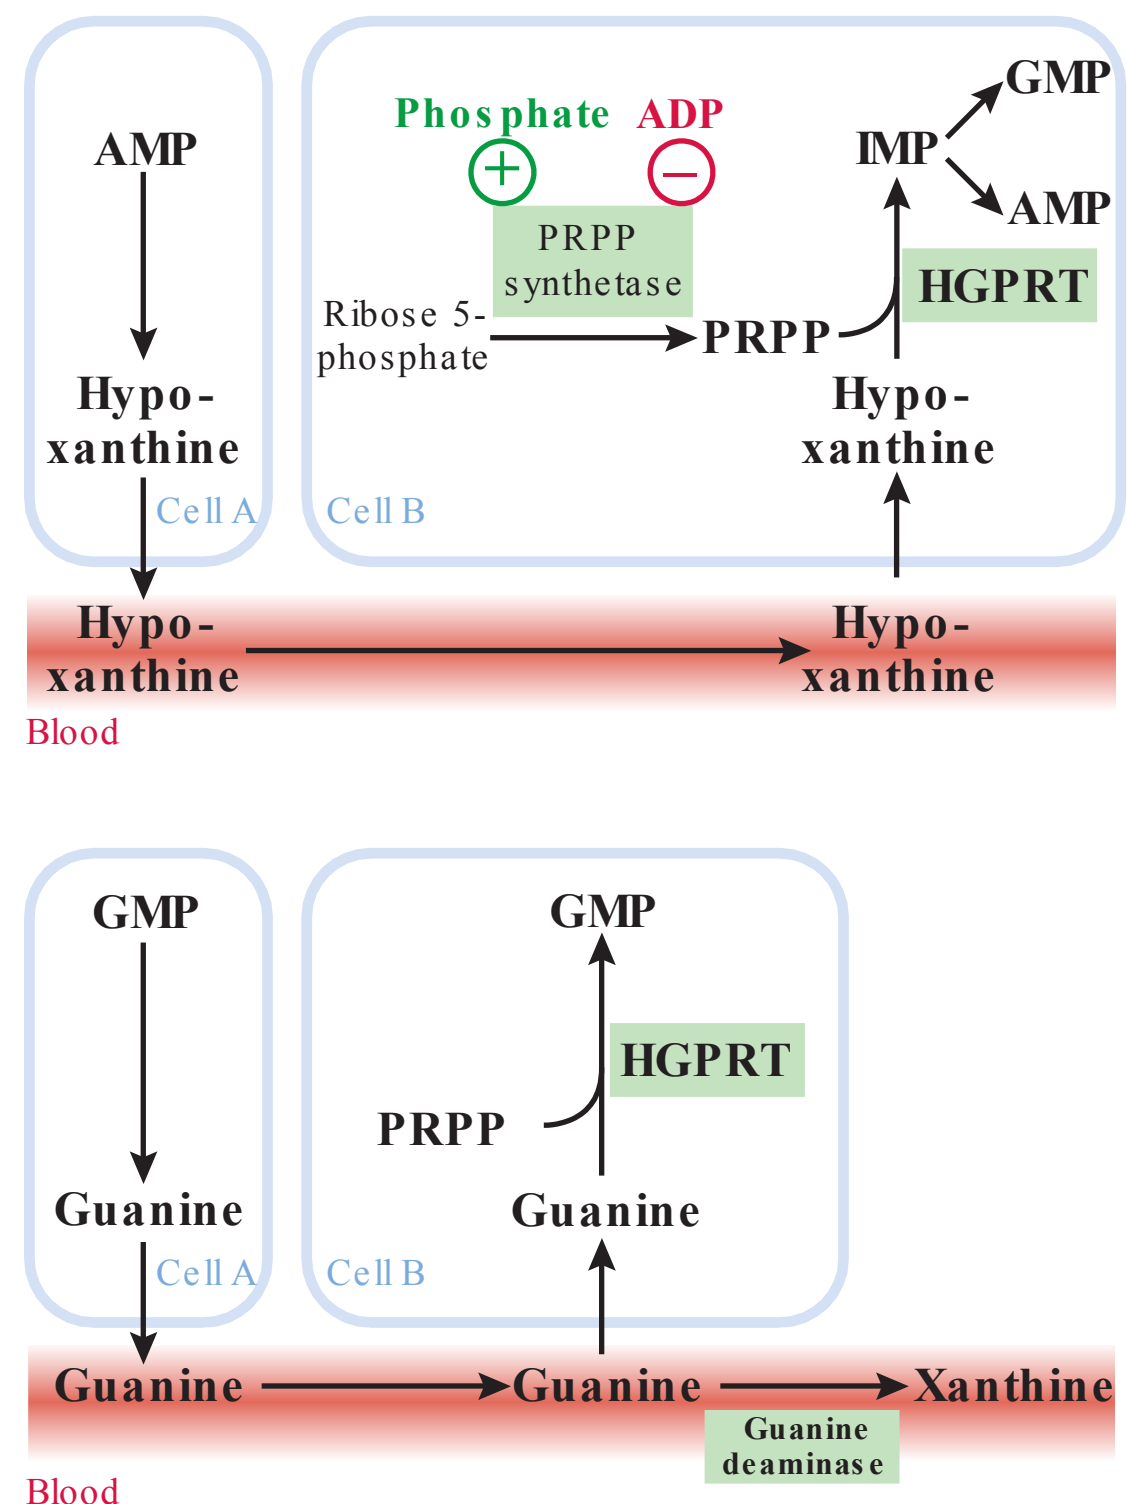 GMP
Phosphate ADP
AMP
IMP
AMP
PRPP
synthetase
HGPRT
Ribose 5-
phosphate
PRPP
Hypo-
xanthine
Hypo-
xanthine
Cell A
Cell B
Hypo-
xanthine
Hypo-
xanthine
Blood
GMP
GMP
HGPRT
PRPP
Guanine
Guanine
Cell A
Cell B
Guanine
Guanine
Xanthine
Guanine
deaminase
Blood